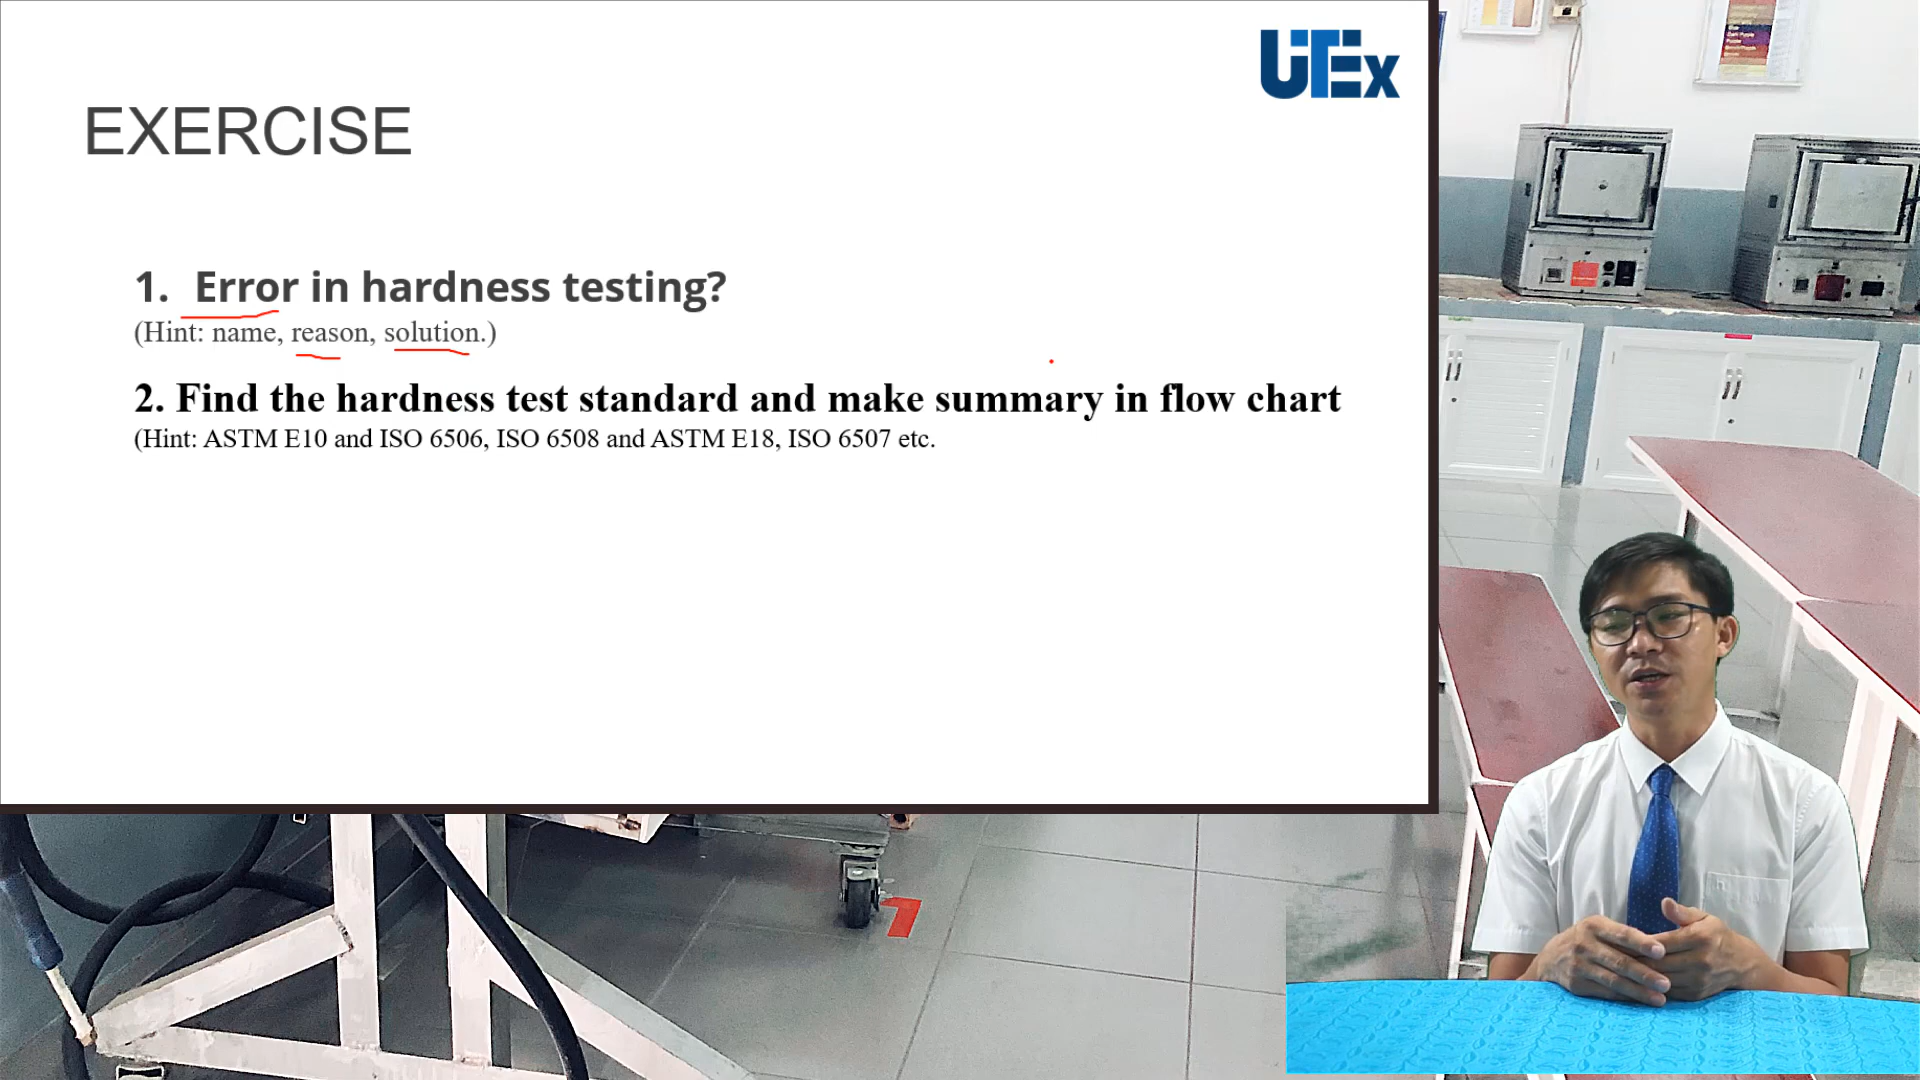 UTEx
EXERCISE
1. Error in hardness testing?
(Hint: name, reason, solution.)
2. Find the hardness test standard and make summary in flow chart
(Hint: ASTM E10 and ISO 6506, ISO 6508 and ASTM E18, ISO 6507 etc.